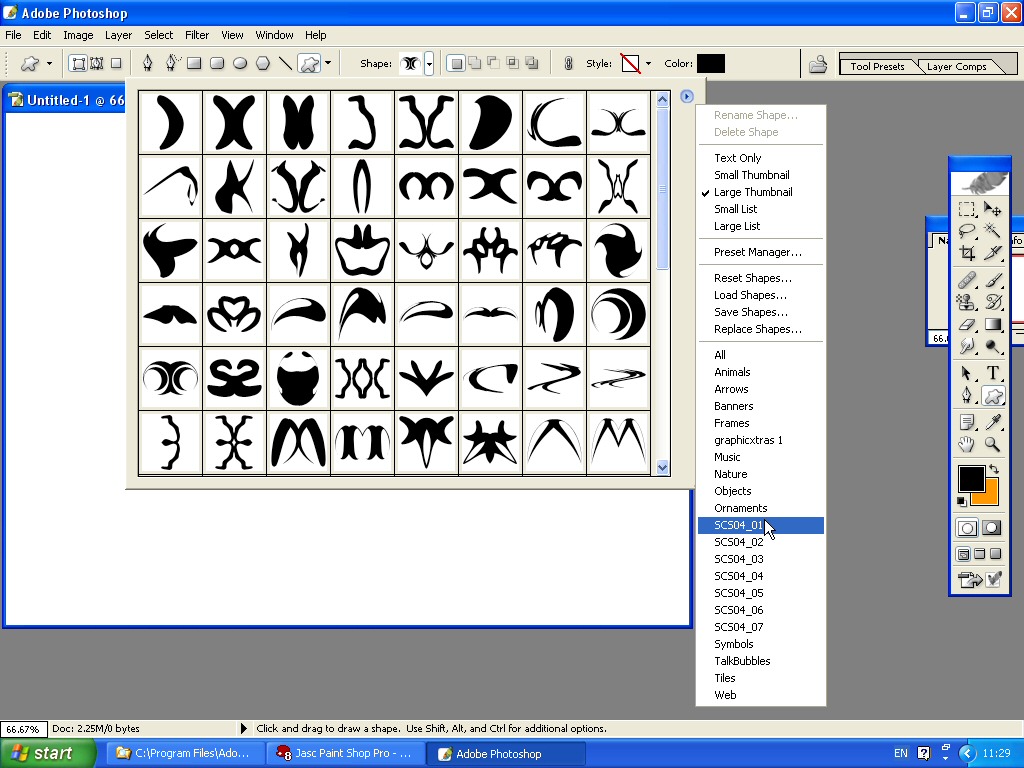 Adobe Photoshop
File Edit Image Layer Select Filter View Window Help
Shape: Style: Color: Tool Presets Layer Comps
Untitled-1 @ 66
Rename Shape...
Delete Shape
Text Only
Small Thumbnail
Large Thumbnail
Small List
Large List
Preset Manager...
Reset Shapes...
Load Shapes...
Save Shapes...
Replace Shapes...
All
Animals
Arrows
Banners
Frames
graphicxtras 1
Music
Nature
Objects
Ornaments
SCS04_01
SCS04_02
SCS04_03
SCS04_04
SCS04_05
SCS04_06
SCS04_07
Symbols
TalkBubbles
Tiles
Web
Na
fo
66.
T
66.67% Doc: 2.25M/0 bytes Click and drag to draw a shape. Use Shift, Alt, and Ctrl for additional options.
start C:\Program Files\Ado... Jasc Paint Shop Pro - ... Adobe Photoshop EN 11:29